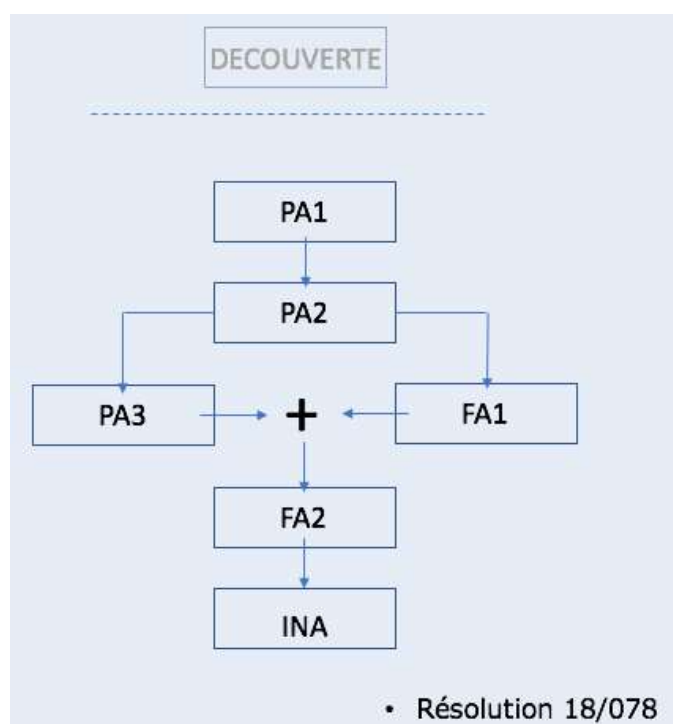 DECOUVERTE
PA1
PA2
PA3 + FA1
FA2
INA
• Résolution 18/078